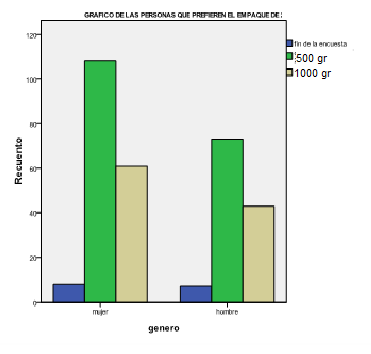 GRAFICO DE LAS PERSONAS QUE PREFIEREN EL EMPAQUE DE
fin de la encuesta
500 gr
1000 gr
Recuento
120
100
80
60
40
20
0
mujer
hombre
genero